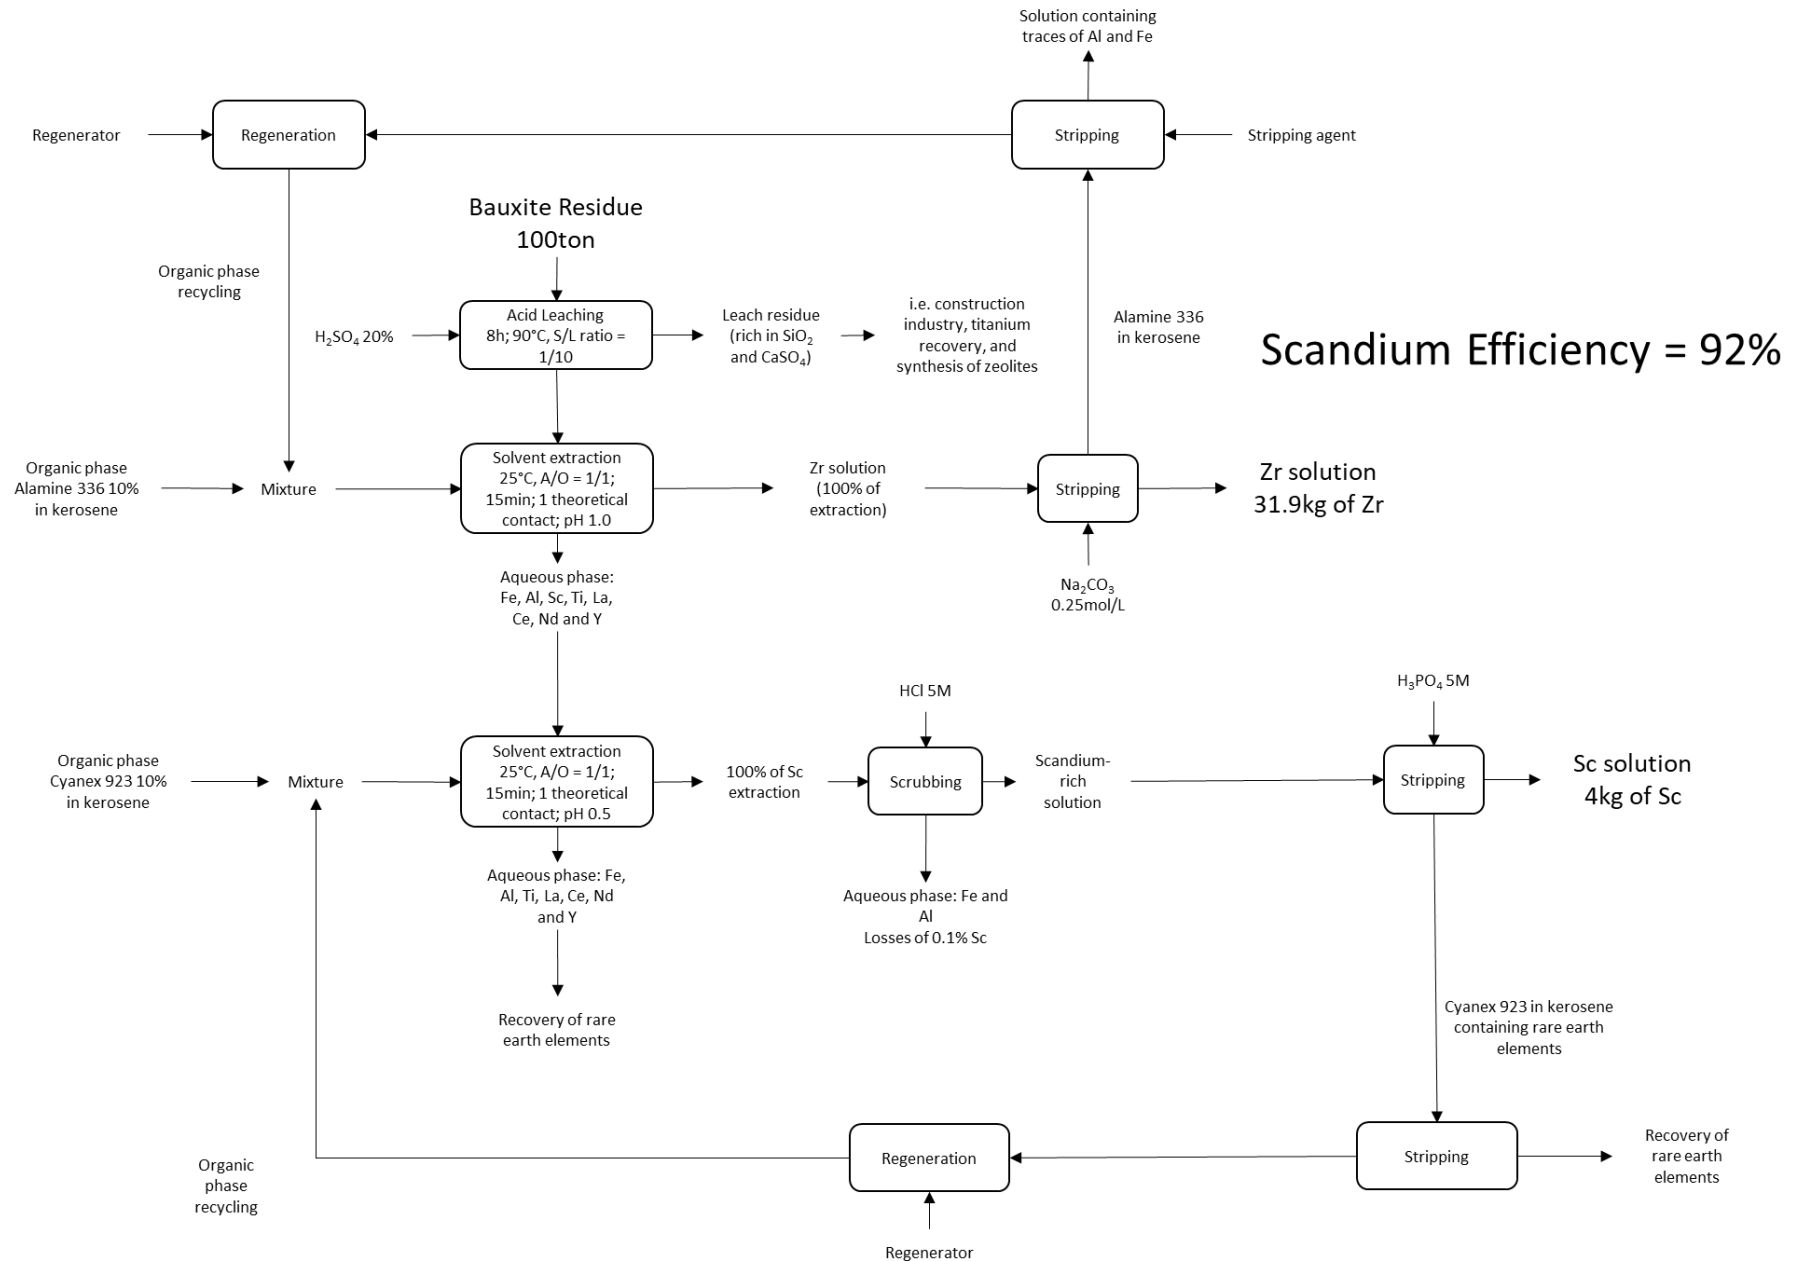 Solution containing
traces of Al and Fe
Regenerator
Regeneration
Stripping
Stripping agent
Bauxite Residue
100ton
Organic phase
recycling
H₂SO₄ 20%
Acid Leaching
8h; 90°C, S/L ratio =
1/10
Leach residue
(rich in SiO₂
and CaSO₄)
i.e. construction
industry, titanium
recovery, and
synthesis of zeolites
Alamine 336
in kerosene
Scandium Efficiency = 92%
Organic phase
Alamine 336 10%
in kerosene
Mixture
Solvent extraction
25°C, A/O = 1/1;
15min; 1 theoretical
contact; pH 1.0
Zr solution
(100% of
extraction)
Stripping
Zr solution
31.9kg of Zr
Aqueous phase:
Fe, Al, Sc, Ti, La,
Ce, Nd and Y
Na₂CO₃
0.25mol/L
HCl 5M
H₃PO₄ 5M
Organic phase
Cyanex 923 10%
in kerosene
Mixture
Solvent extraction
25°C, A/O = 1/1;
15min; 1 theoretical
contact; pH 0.5
100% of Sc
extraction
Scrubbing
Scandium-
rich
solution
Stripping
Sc solution
4kg of Sc
Aqueous phase: Fe,
Al, Ti, La, Ce, Nd
and Y
Aqueous phase: Fe and
Al
Losses of 0.1% Sc
Recovery of rare
earth elements
Cyanex 923 in kerosene
containing rare earth
elements
Organic
phase
recycling
Regeneration
Stripping
Recovery of
rare earth
elements
Regenerator